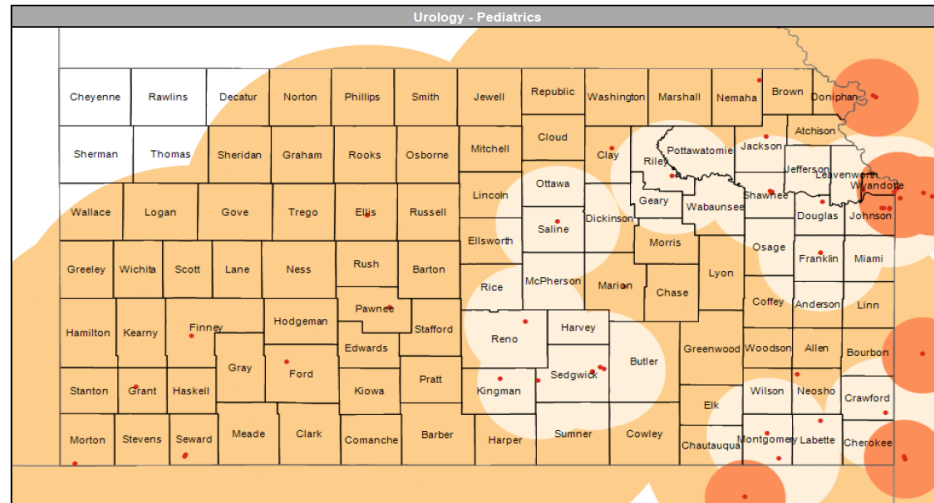 Urology - Pediatrics
Cheyenne Rawlins Decatur Norton Phillips Smith Jewell Republic Washington Marshall Nemaha Brown Doniphan
Sherman Thomas Sheridan Graham Rooks Osborne Mitchell Cloud Clay Riley Pottawatomie Jackson Atchison
Jefferson Leavenworth
Wallace Logan Gove Trego Ellis Russell Lincoln Ottawa Geary Wabaunsee Shawnee Wyandotte
Saline Dickinson Douglas Johnson
Greeley Wichita Scott Lane Ness Rush Barton Ellsworth McPherson Morris Osage Franklin Miami
Rice Marion Chase Lyon
Hamilton Kearny Finney Hodgeman Pawnee Stafford Reno Harvey Coffey Anderson Linn
Gray Ford Edwards Sedgwick Butler Greenwood Woodson Allen Bourbon
Stanton Grant Haskell Kiowa Pratt Kingman Elk Wilson Neosho Crawford
Morton Stevens Seward Meade Clark Comanche Barber Harper Sumner Cowley Chautauqua Montgomery Labette Cherokee